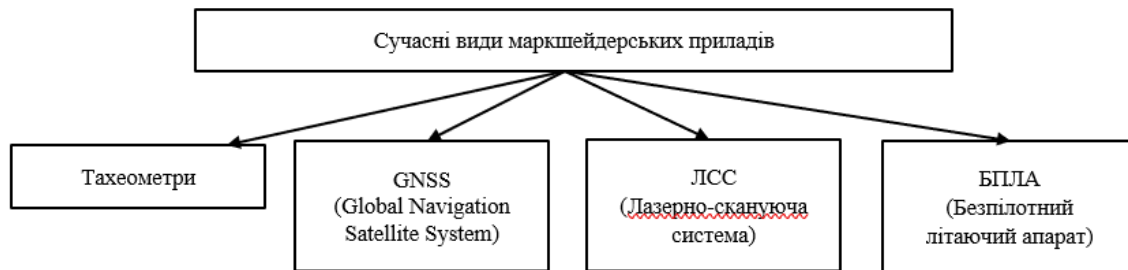 Сучасні види маркшейдерських приладів
Тахеометри
GNSS
(Global Navigation
Satellite System)
ЛСС
(Лазерно-скануюча
система)
БПЛА
(Безпілотний
літаючий апарат)